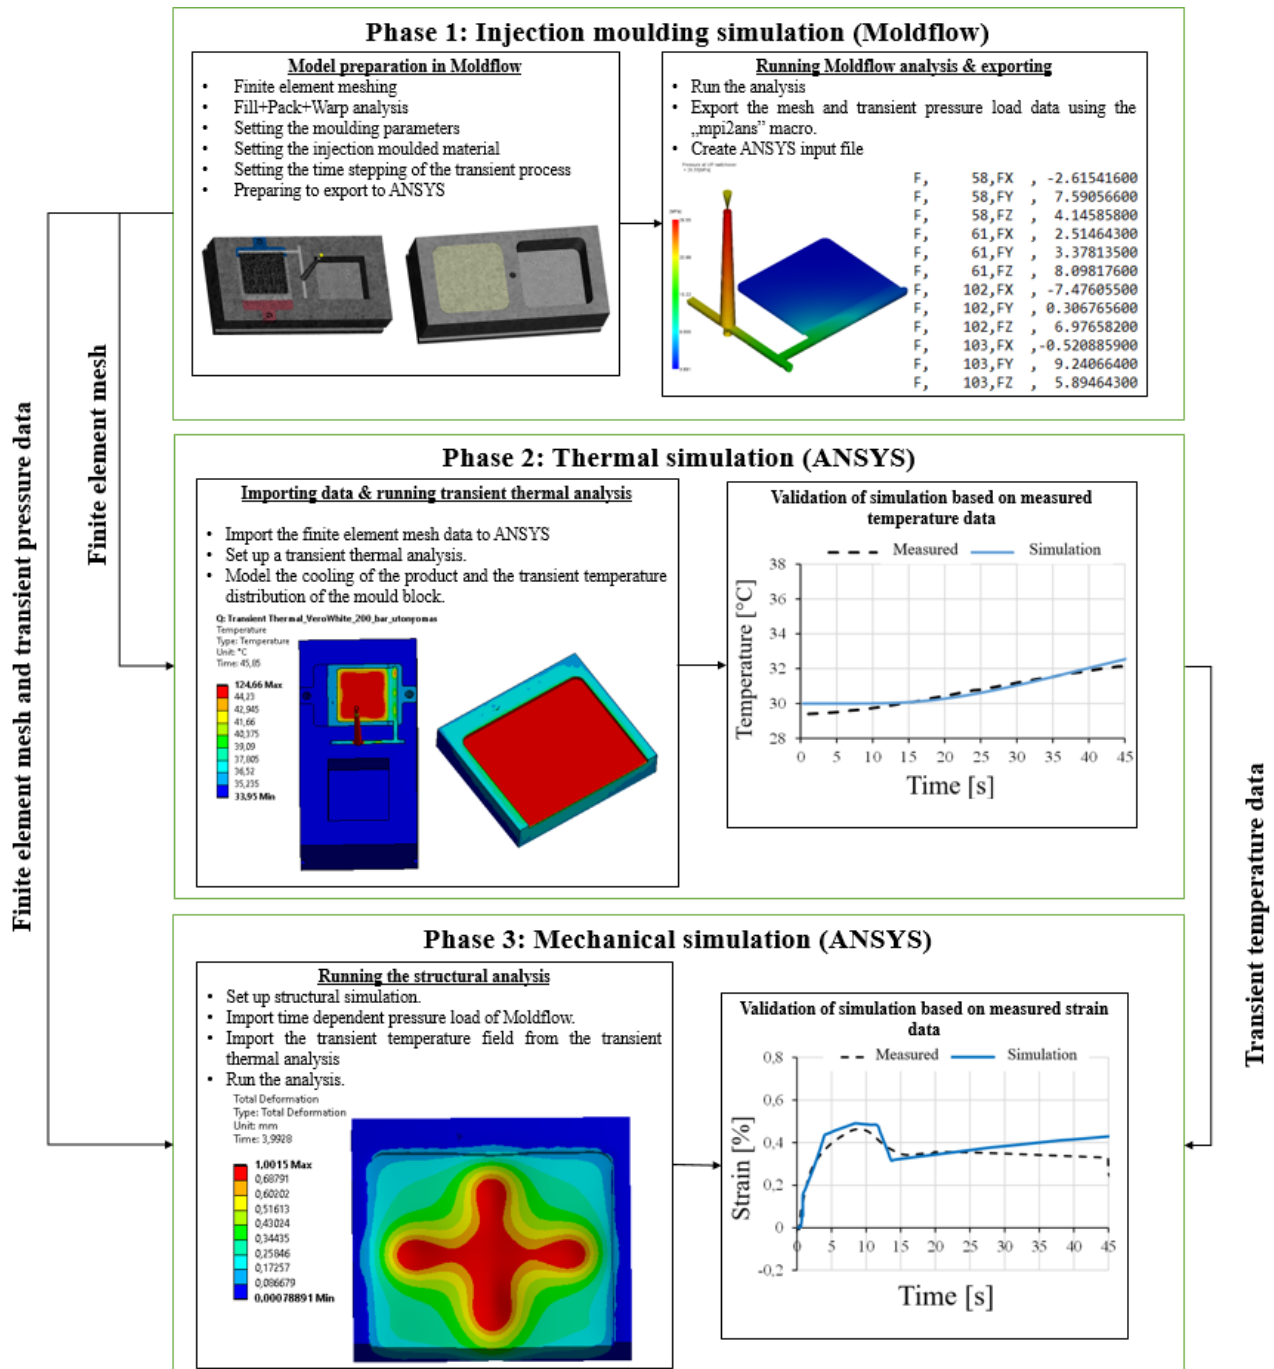 Phase 1: Injection moulding simulation (Moldflow)
Model preparation in Moldflow
• Finite element meshing
• Fill+Pack+Warp analysis
• Setting the moulding parameters
• Setting the injection moulded material
• Setting the time stepping of the transient process
• Preparing to export to ANSYS
Running Moldflow analysis & exporting
• Run the analysis
• Export the mesh and transient pressure load data using the
„mpi2ans” macro.
• Create ANSYS input file
F, 58,FX , -2.61541600
F, 58,FY , 7.59056600
F, 58,FZ , 4.14585800
F, 61,FX , 2.51464300
F, 61,FY , 3.37813500
F, 61,FZ , 8.09817600
F, 102,FX , -7.47605500
F, 102,FY , 0.306765600
F, 102,FZ , 6.97658200
F, 103,FX ,-0.520885900
F, 103,FY , 9.24066400
F, 103,FZ , 5.89464300
Finite element mesh and transient pressure data
Finite element mesh
Phase 2: Thermal simulation (ANSYS)
Importing data & running transient thermal analysis
• Import the finite element mesh data to ANSYS
• Set up a transient thermal analysis.
• Model the cooling of the product and the transient temperature
distribution of the mould block.
Q: Transient Thermal_VeroWhite_200_bar_utonyomas
Temperature
Type: Temperature
Unit: °C
Time: 45,85
124,66 Max
44,23
42,945
41,66
40,375
39,09
37,805
36,52
35,235
33,95 Min
Validation of simulation based on measured
temperature data
Measured Simulation
Temperature [°C]
38
36
34
32
30
28
0 5 10 15 20 25 30 35 40 45
Time [s]
Transient temperature data
Phase 3: Mechanical simulation (ANSYS)
Running the structural analysis
• Set up structural simulation.
• Import time dependent pressure load of Moldflow.
• Import the transient temperature field from the transient
thermal analysis
• Run the analysis.
Total Deformation
Type: Total Deformation
Unit: mm
Time: 3,9928
1,0015 Max
0,68791
0,60202
0,51613
0,43024
0,34435
0,25846
0,17257
0,086679
0,00078891 Min
Validation of simulation based on measured strain
data
Measured Simulation
Strain [%]
0,8
0,6
0,4
0,2
0
-0,2
0 5 10 15 20 25 30 35 40 45
Time [s]